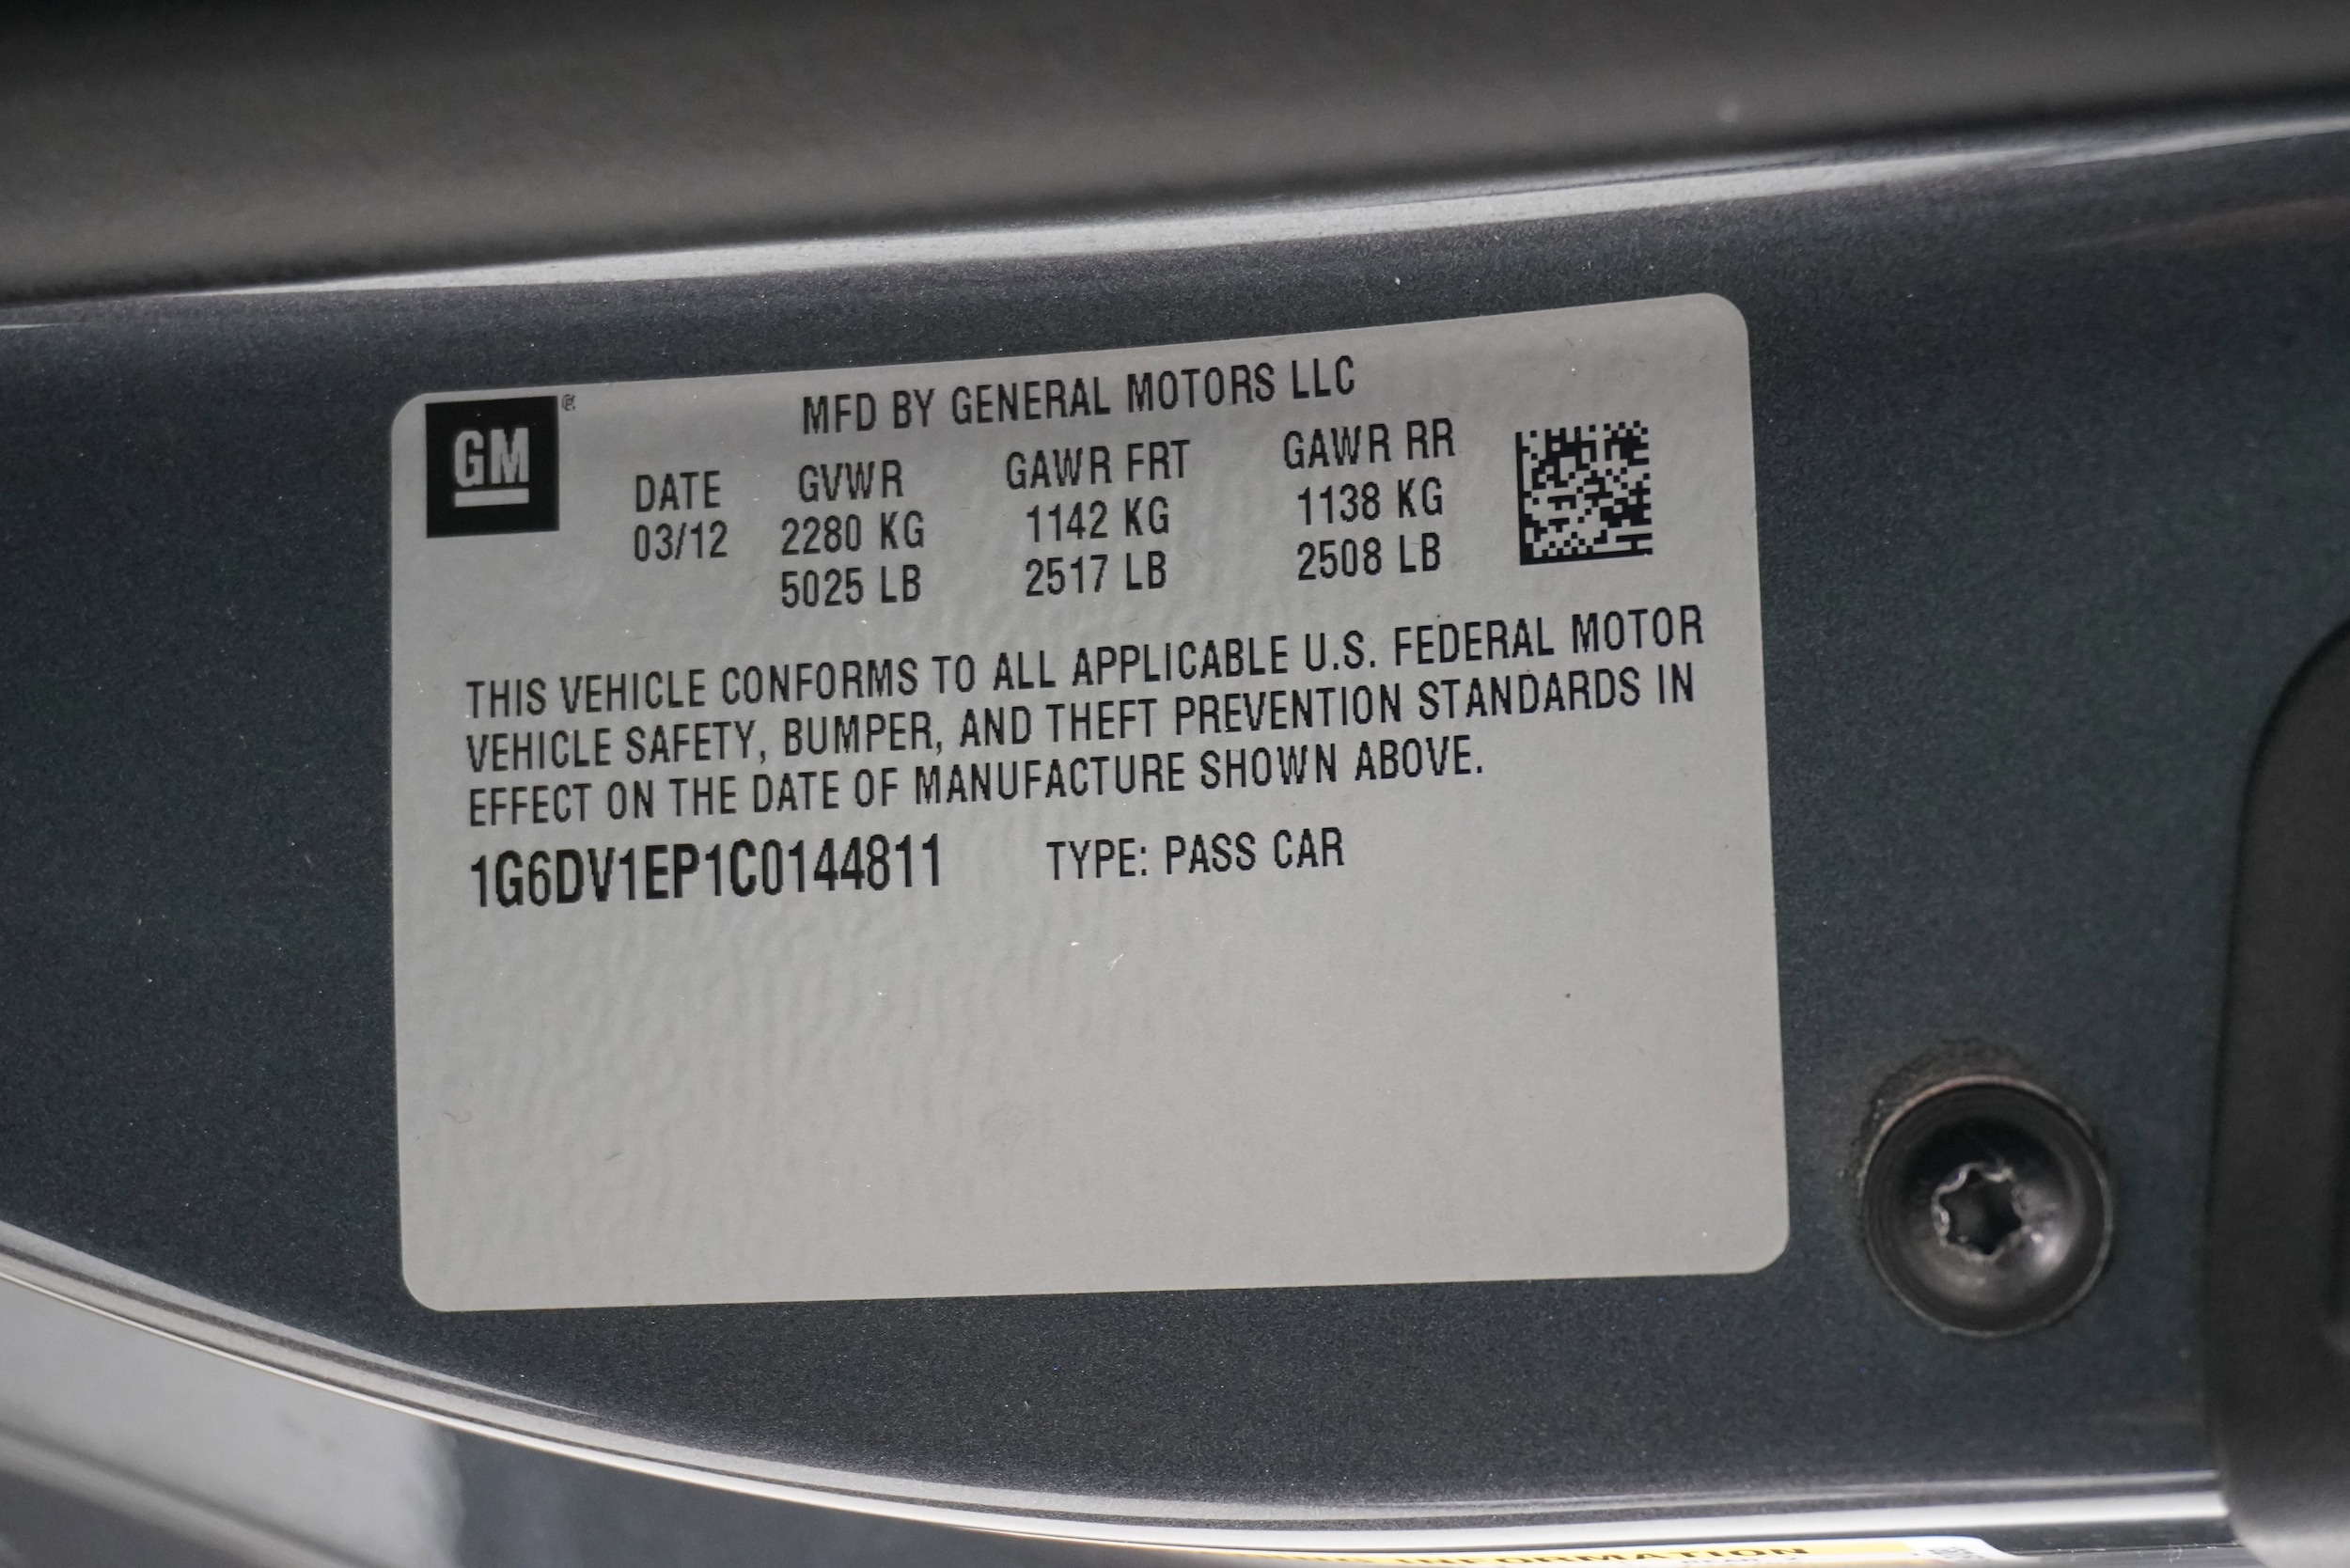 GM
MFD BY GENERAL MOTORS LLC
DATE GVWR GAWR FRT GAWR RR
03/12 2280 KG 1142 KG 1138 KG
5025 LB 2517 LB 2508 LB
THIS VEHICLE CONFORMS TO ALL APPLICABLE U.S. FEDERAL MOTOR
VEHICLE SAFETY, BUMPER, AND THEFT PREVENTION STANDARDS IN
EFFECT ON THE DATE OF MANUFACTURE SHOWN ABOVE.
1G6DV1EP1C0144811 TYPE: PASS CAR
INFORMATION